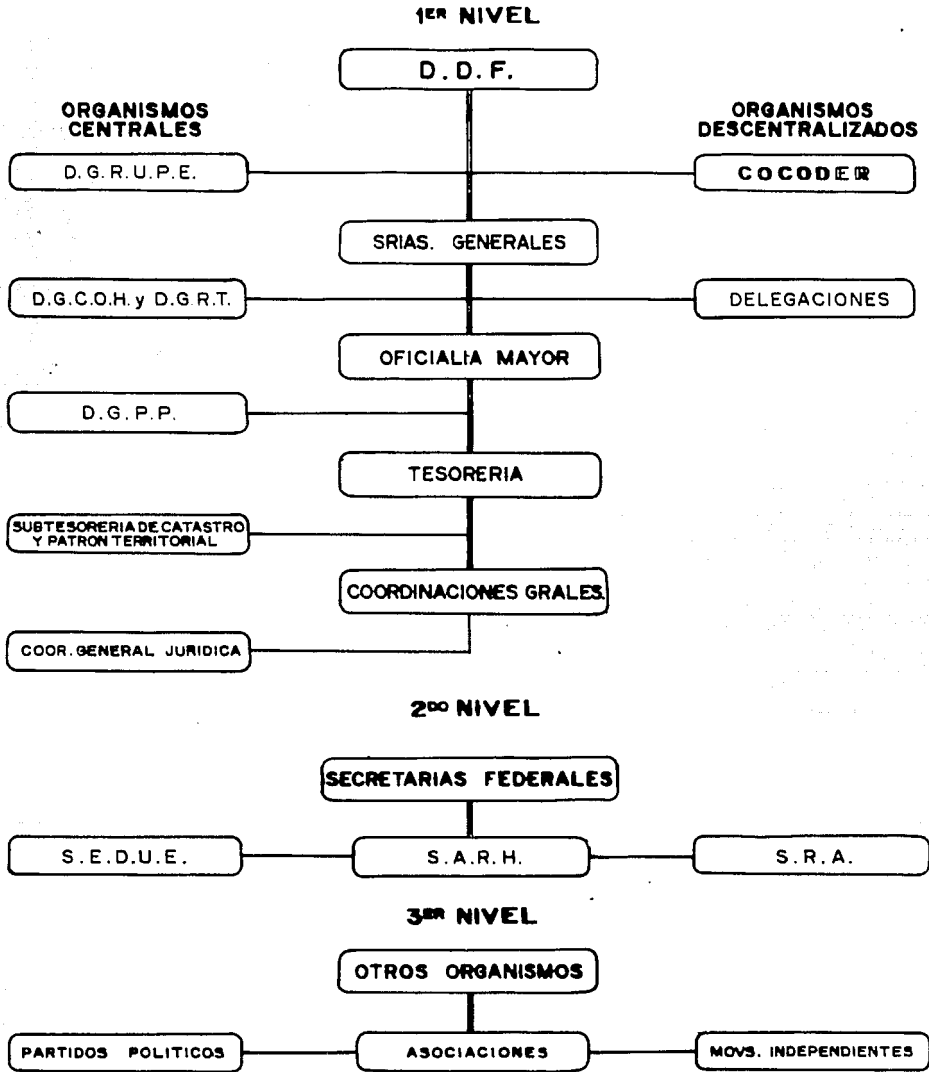 1ER NIVEL
D. D. F.
ORGANISMOS
CENTRALES
ORGANISMOS
DESCENTRALIZADOS
D.G.R.U.P.E.
COCODER
SRIAS. GENERALES
D.G.C.O.H. y D.G.R.T.
DELEGACIONES
OFICIALIA MAYOR
D.G.P.P.
TESORERIA
SUBTESORERIA DE CATASTRO
Y PATRON TERRITORIAL
COORDINACIONES GRALES.
COOR. GENERAL JURIDICA
2DO NIVEL
SECRETARIAS FEDERALES
S.E.D.U.E.
S.A.R.H.
S.R.A.
3ER NIVEL
OTROS ORGANISMOS
PARTIDOS POLITICOS
ASOCIACIONES
MOVS. INDEPENDIENTES